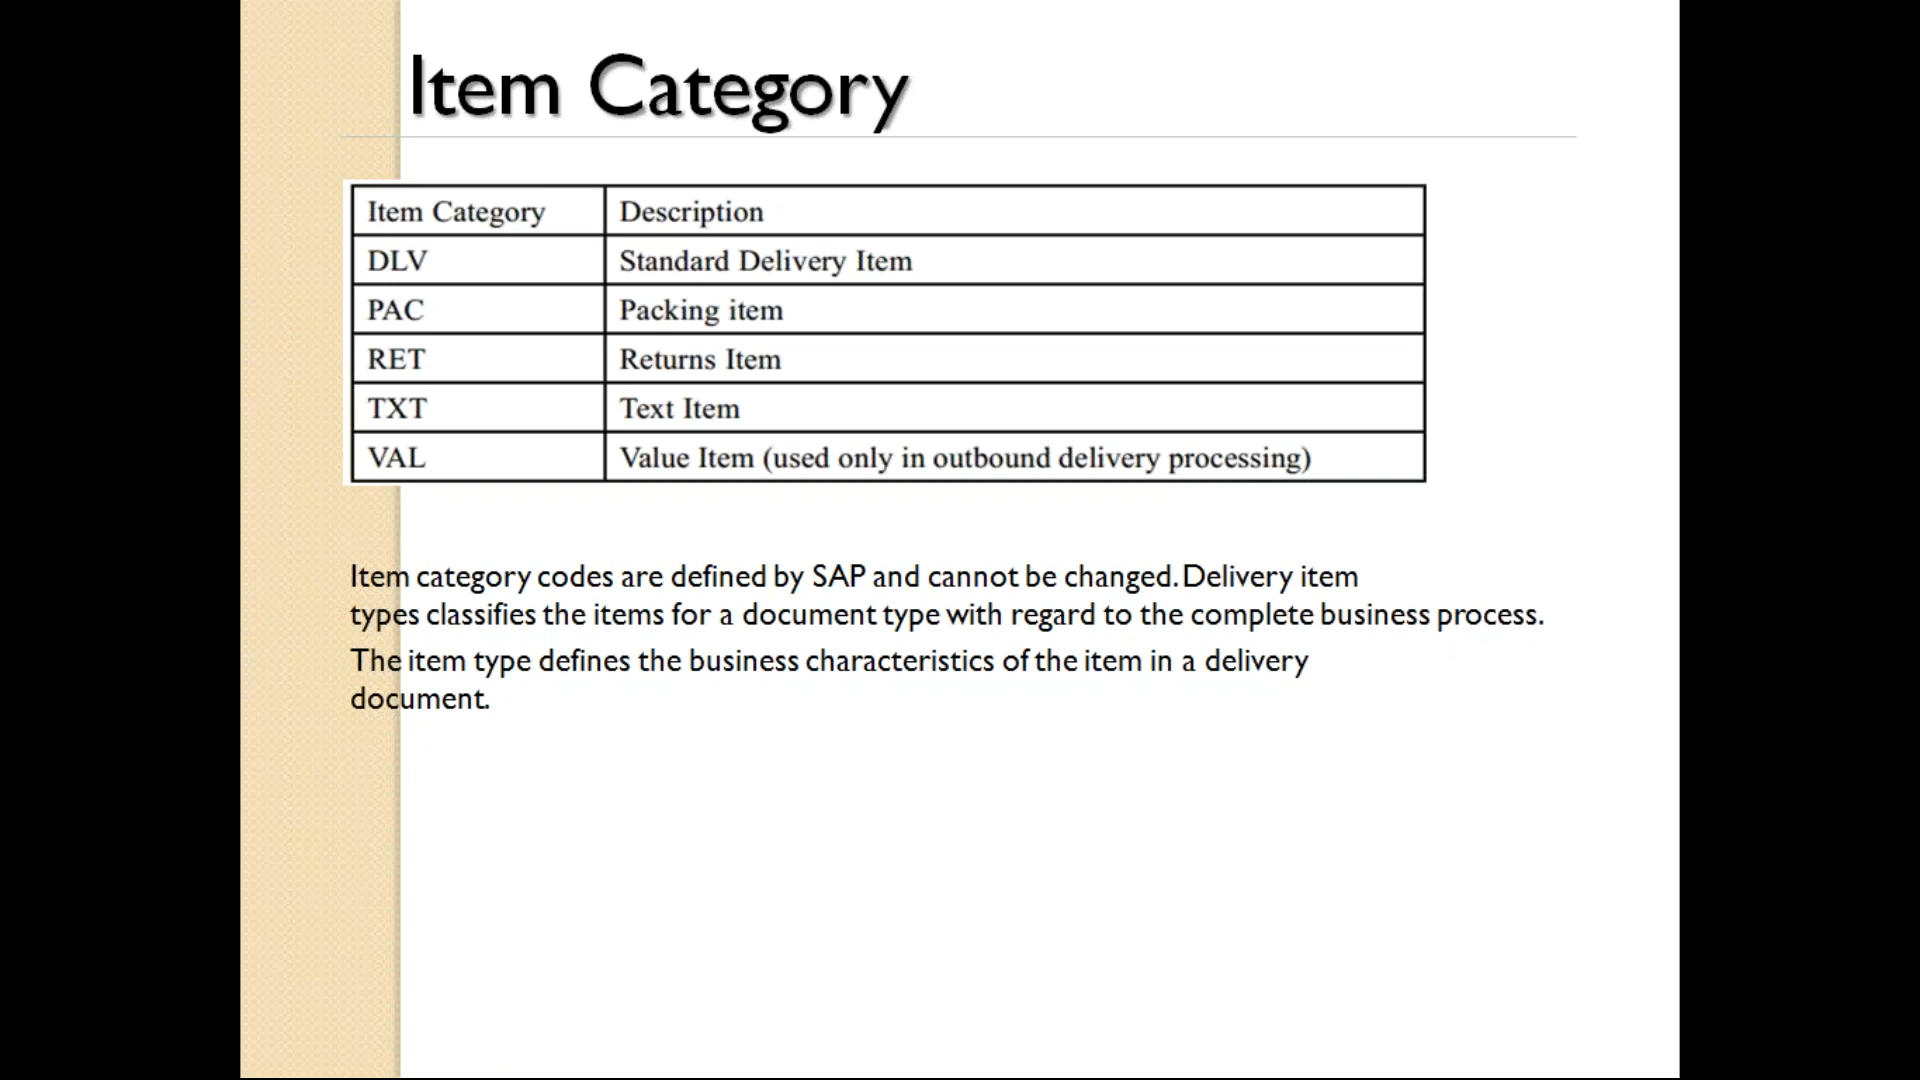 Item Category
Item Category Description
DLV Standard Delivery Item
PAC Packing item
RET Returns Item
TXT Text Item
VAL Value Item (used only in outbound delivery processing)
Item category codes are defined by SAP and cannot be changed. Delivery item
types classifies the items for a document type with regard to the complete business process.
The item type defines the business characteristics of the item in a delivery
document.